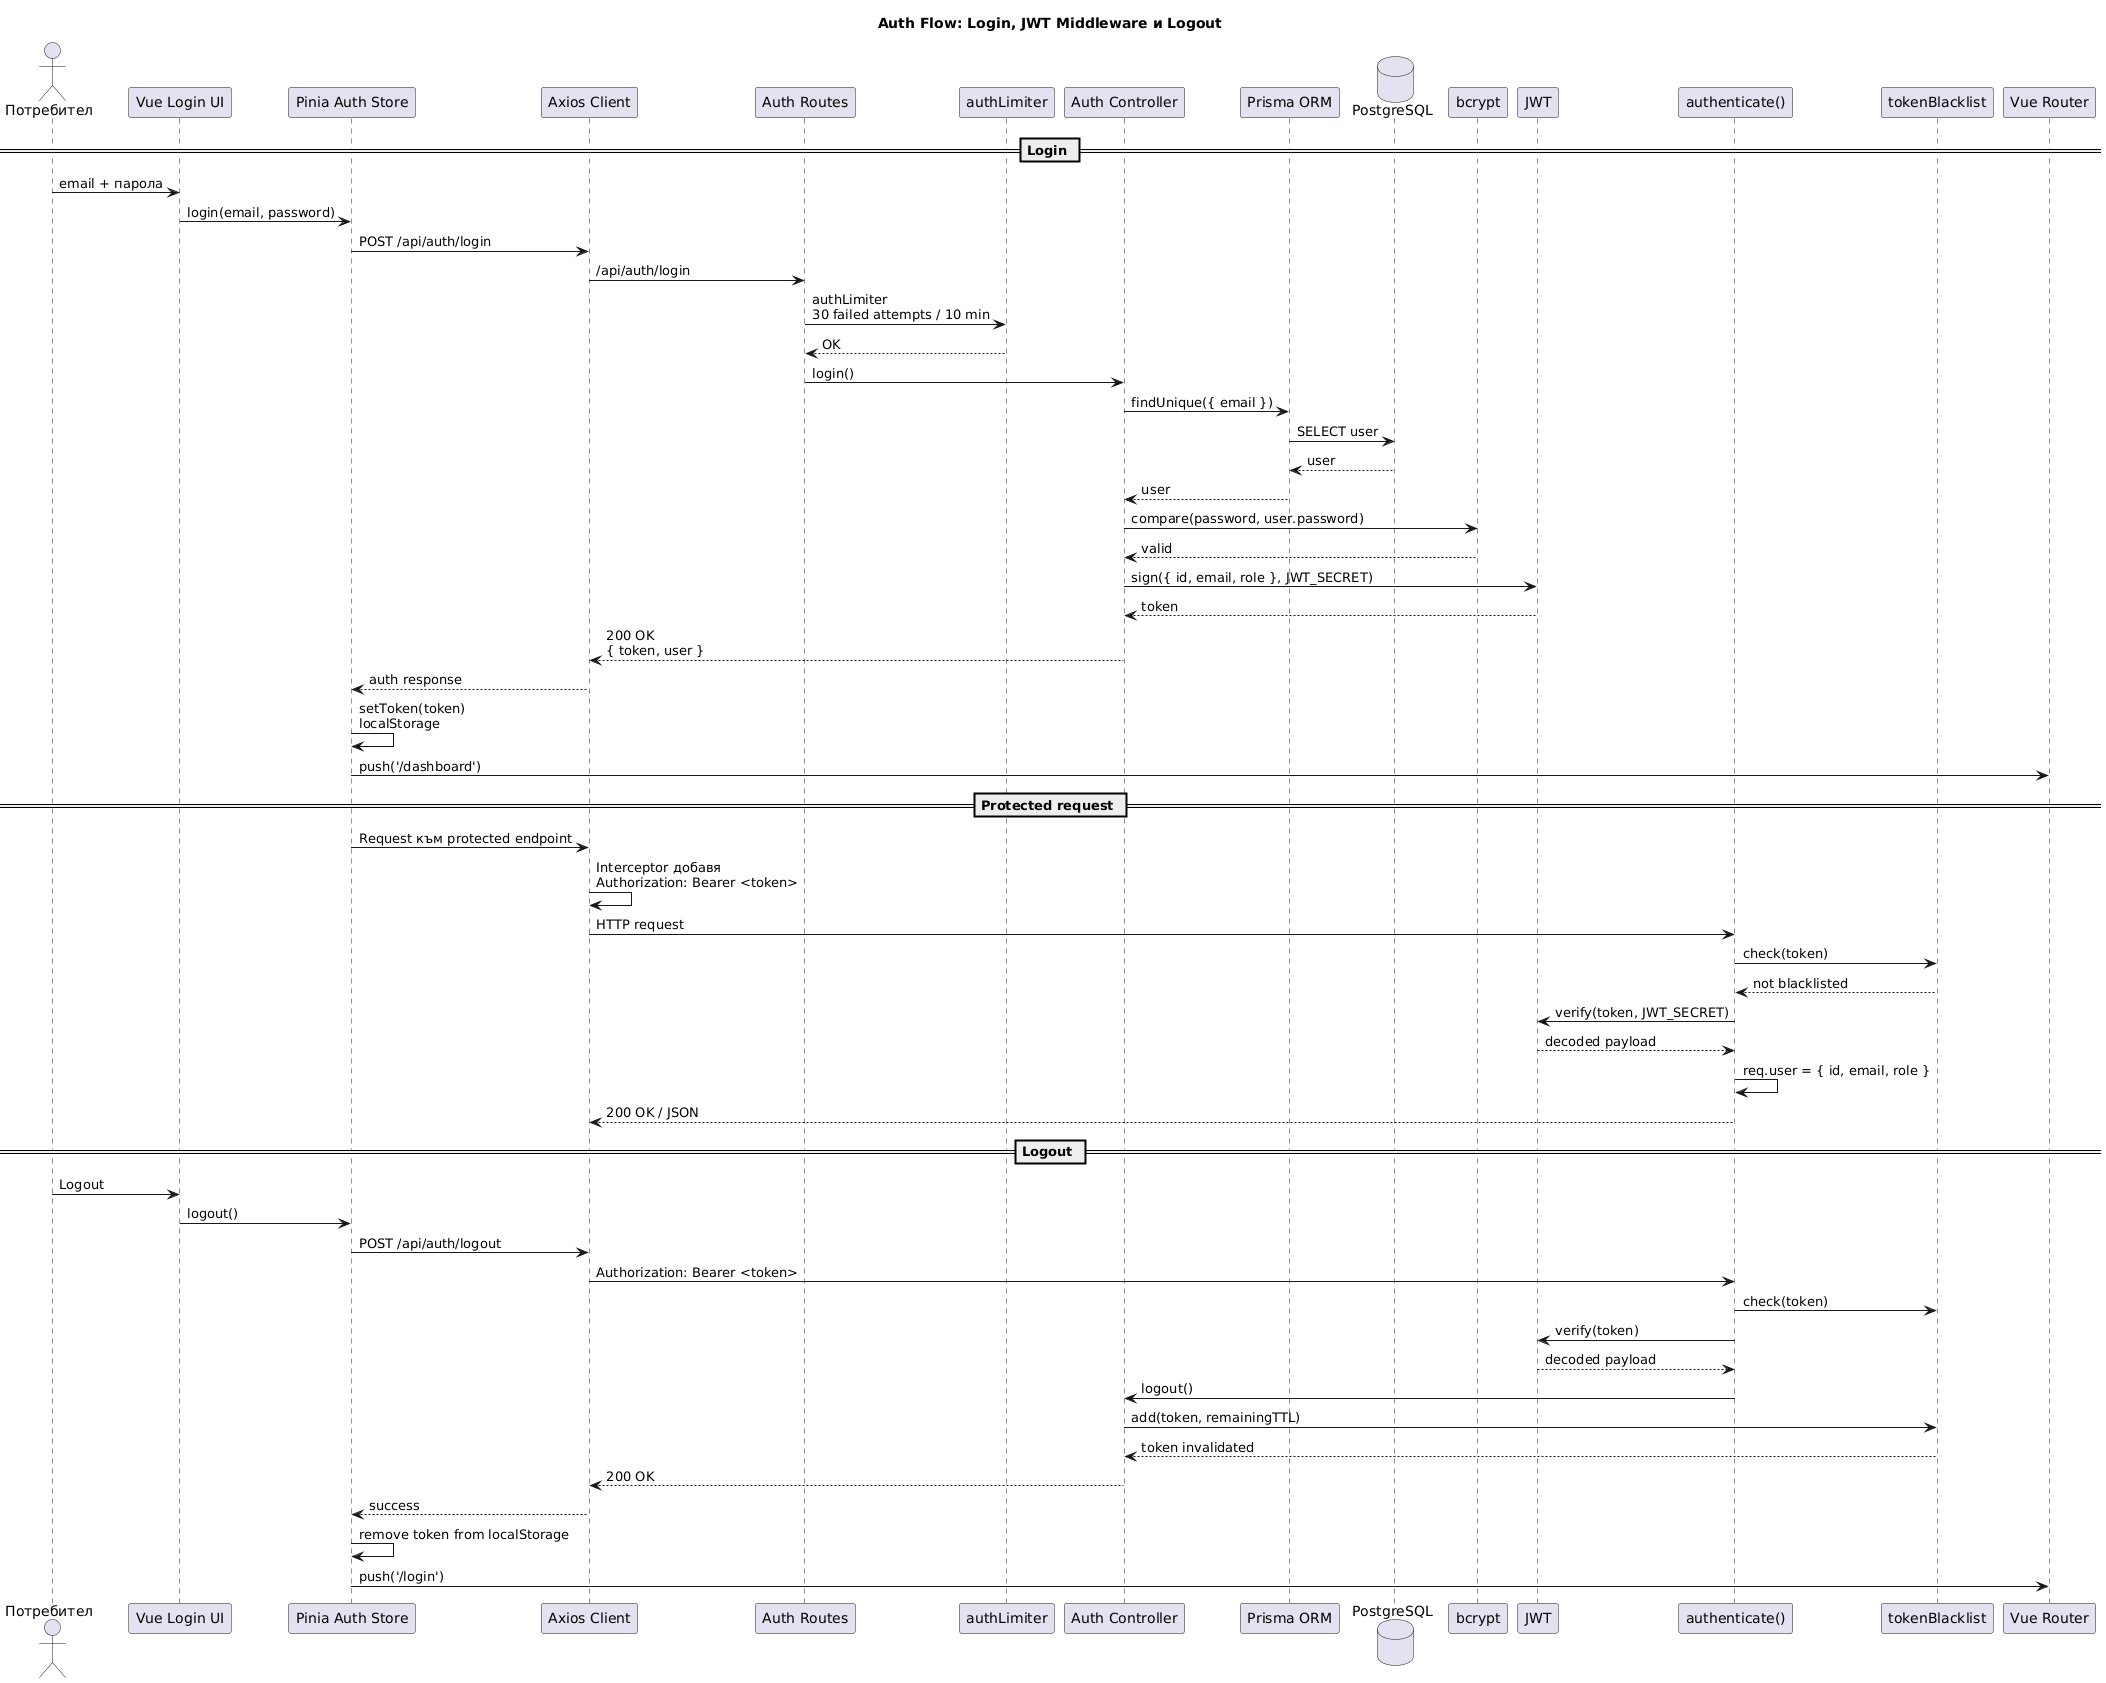 Auth Flow: Login, JWT Middleware и Logout
Потребител
Vue Login UI
Pinia Auth Store
Axios Client
Auth Routes
authLimiter
Auth Controller
Prisma ORM
PostgreSQL
bcrypt
JWT
authenticate()
tokenBlacklist
Vue Router
Login
email + парола
login(email, password)
POST /api/auth/login
/api/auth/login
authLimiter
30 failed attempts / 10 min
OK
login()
findUnique({ email })
SELECT user
user
user
compare(password, user.password)
valid
sign({ id, email, role }, JWT_SECRET)
token
200 OK
{ token, user }
auth response
setToken(token)
localStorage
push('/dashboard')
Protected request
Request към protected endpoint
Interceptor добавя
Authorization: Bearer <token>
HTTP request
check(token)
not blacklisted
verify(token, JWT_SECRET)
decoded payload
req.user = { id, email, role }
200 OK / JSON
Logout
Logout
logout()
POST /api/auth/logout
Authorization: Bearer <token>
check(token)
verify(token)
decoded payload
logout()
add(token, remainingTTL)
token invalidated
200 OK
success
remove token from localStorage
push('/login')
Потребител
Vue Login UI
Pinia Auth Store
Axios Client
Auth Routes
authLimiter
Auth Controller
Prisma ORM
PostgreSQL
bcrypt
JWT
authenticate()
tokenBlacklist
Vue Router